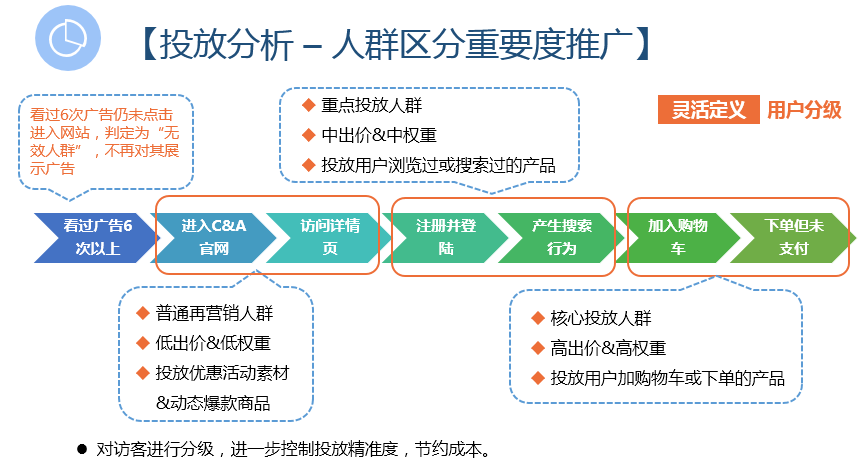 【投放分析 – 人群区分重要度推广】
灵活定义 用户分级
看过6次广告仍未点击
进入网站，判定为“无
效人群”，不再对其展
示广告
重点投放人群
中出价&中权重
投放用户浏览过或搜索过的产品
看过广告6
次以上
进入C&A
官网
访问详情
页
注册并登
陆
产生搜索
行为
加入购物
车
下单但未
支付
普通再营销人群
低出价&低权重
投放优惠活动素材
&动态爆款商品
核心投放人群
高出价&高权重
投放用户加购物车或下单的产品
对访客进行分级，进一步控制投放精准度，节约成本。